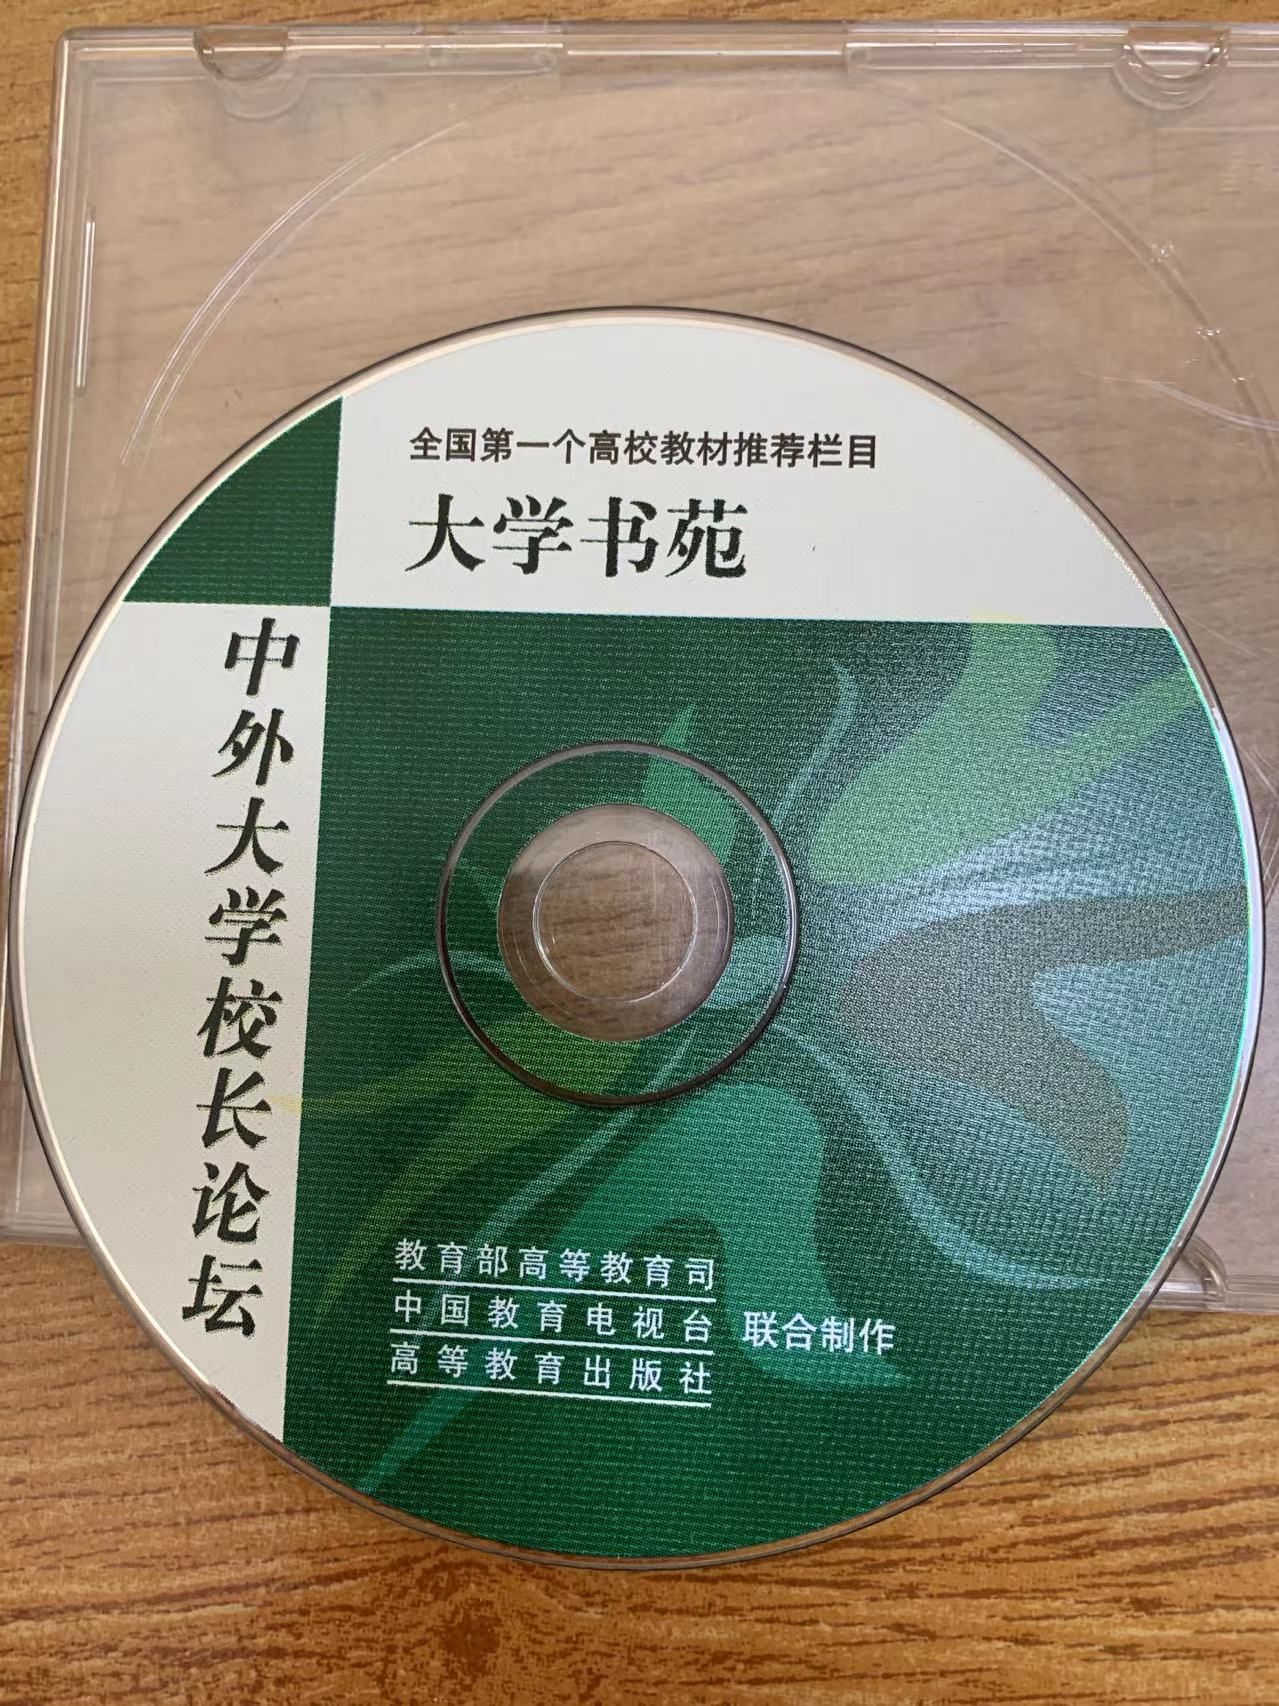 全国第一个高校教材推荐栏目
大学书苑
中外大学校长论坛
教育部高等教育司
中国教育电视台
高等教育出版社
联合制作